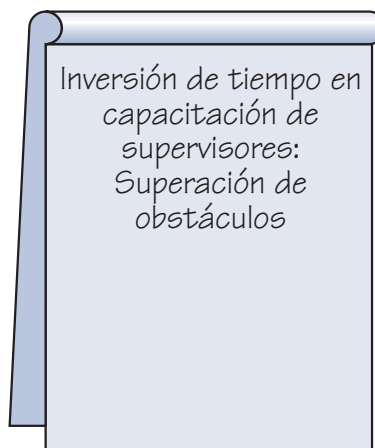 Inversión de tiempo en
capacitación de
supervisores:
Superación de
obstáculos